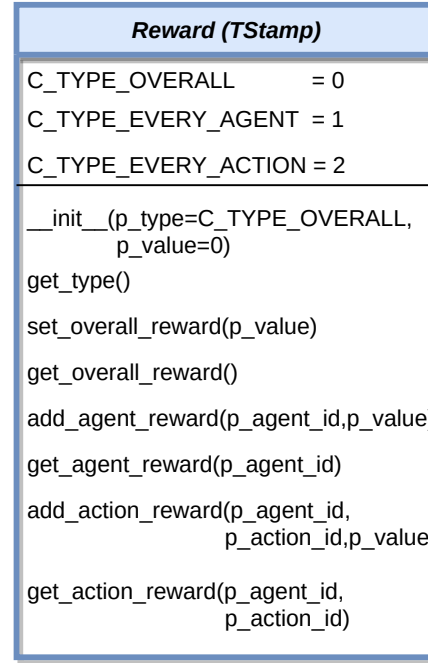 Reward (TStamp)
C_TYPE_OVERALL = 0
C_TYPE_EVERY_AGENT = 1
C_TYPE_EVERY_ACTION = 2
__init__(p_type=C_TYPE_OVERALL,
p_value=0)
get_type()
set_overall_reward(p_value)
get_overall_reward()
add_agent_reward(p_agent_id,p_value)
get_agent_reward(p_agent_id)
add_action_reward(p_agent_id,
p_action_id,p_value
get_action_reward(p_agent_id,
p_action_id)